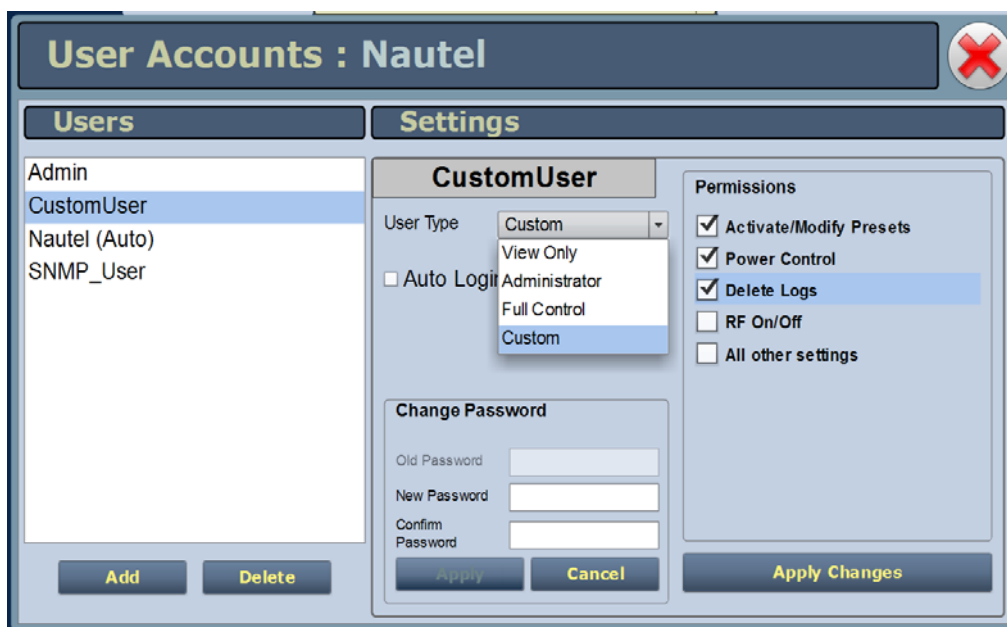 User Accounts : Nautel
Users
Settings
Admin
CustomUser
Nautel (Auto)
SNMP_User
Add
Delete
CustomUser
User Type
Custom
View Only
Administrator
Full Control
Custom
Auto Login
Change Password
Old Password
New Password
Confirm
Password
Apply
Cancel
Permissions
Activate/Modify Presets
Power Control
Delete Logs
RF On/Off
All other settings
Apply Changes